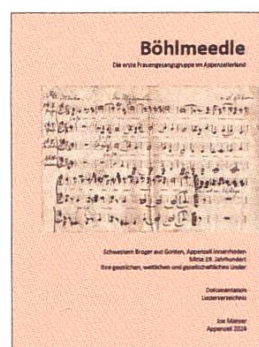 Böhlmeedle
Die erste Frauengesangsgruppe im Appenzellerland
Schwestern Broger aus Gonten, Appenzell Innerrhoden
Mitte 19. Jahrhundert
Ihre geistlichen, weltlichen und gesellschaftlichen Lieder
Dokumentation
Liederverzeichnis
Joe Manser
Appenzell 2024